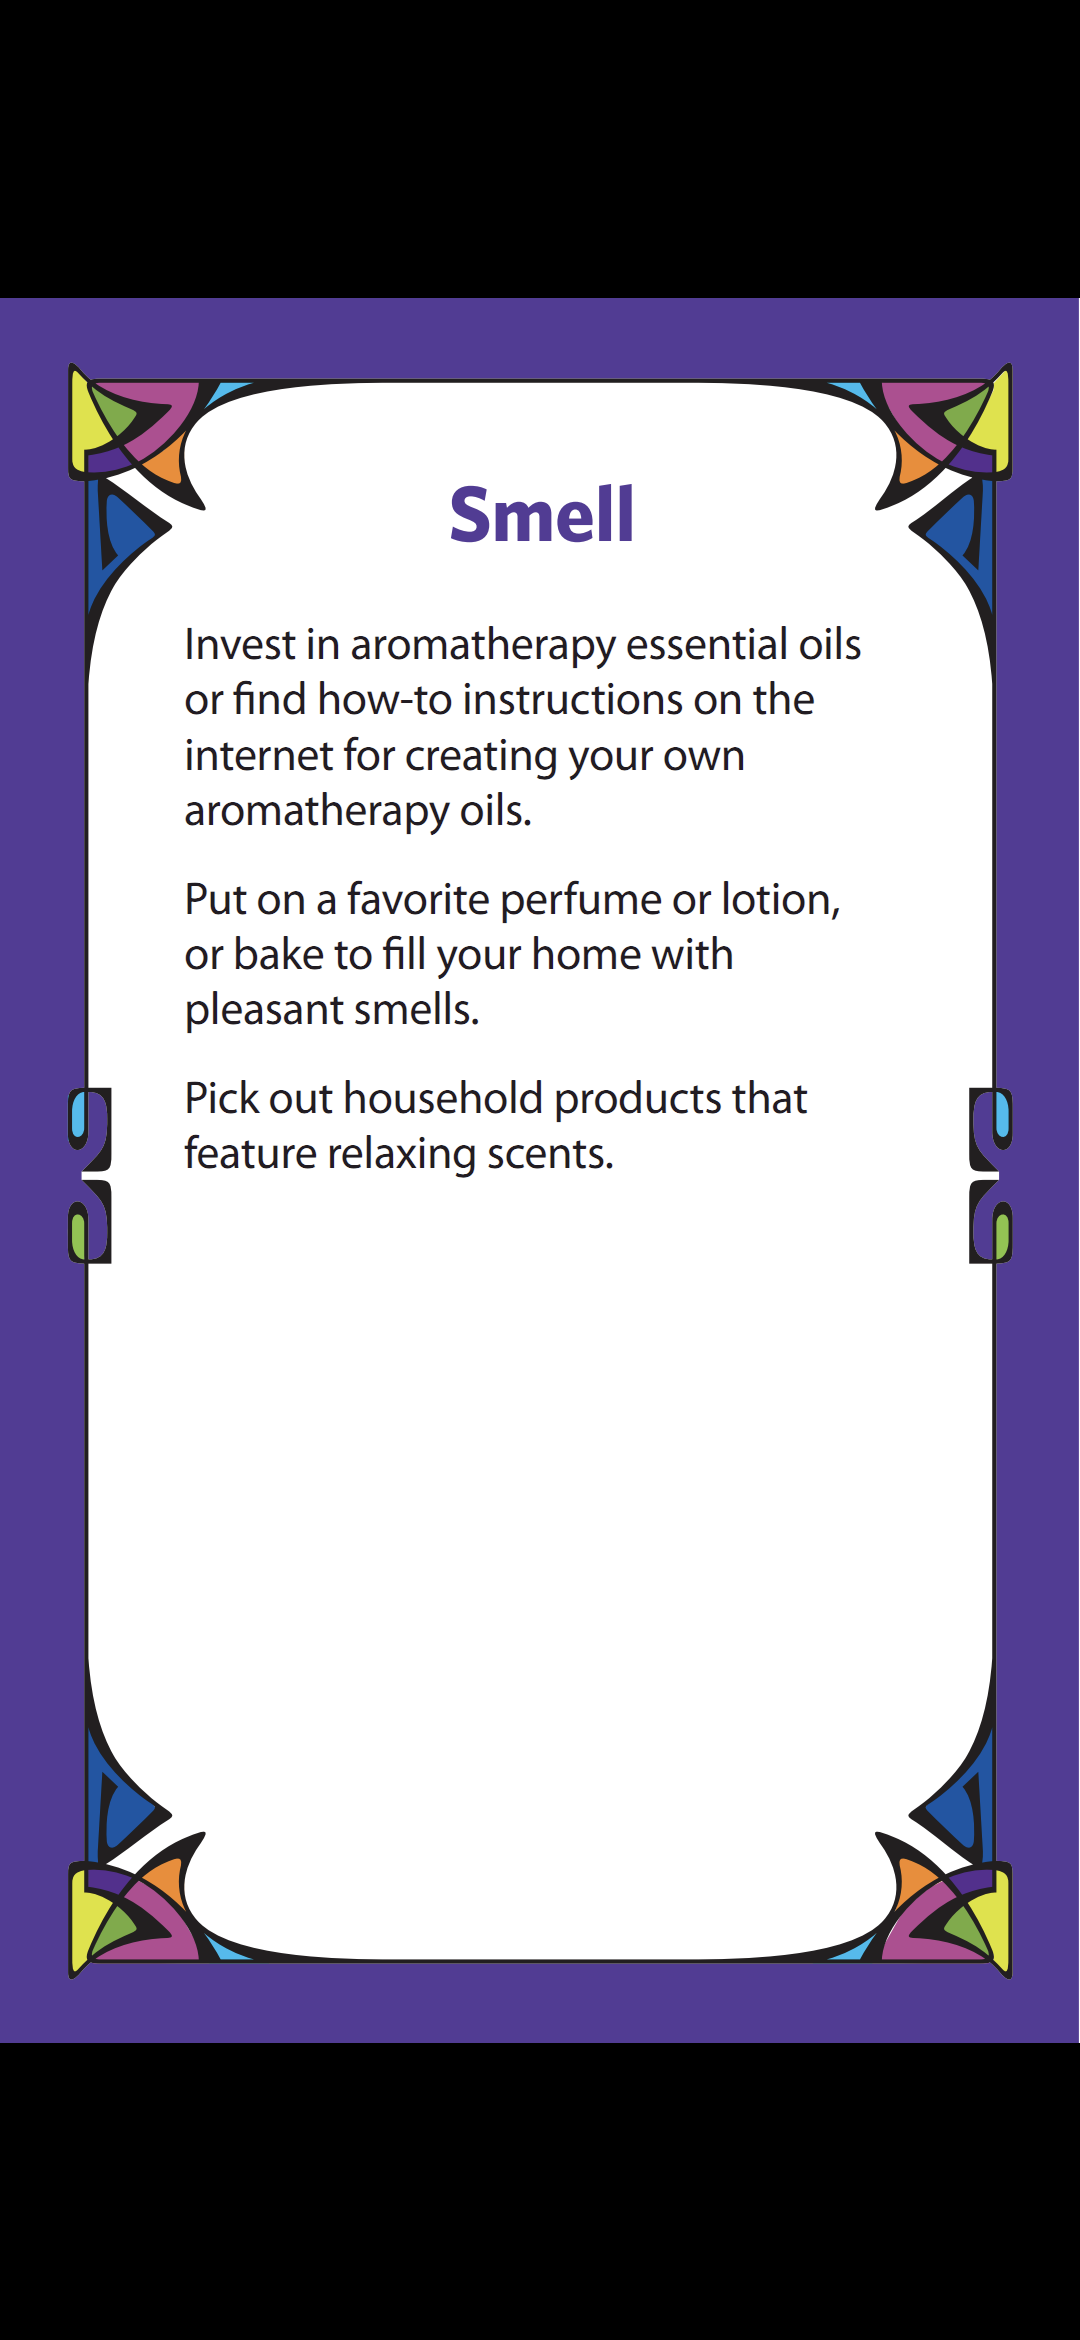 Smell
Invest in aromatherapy essential oils
or find how-to instructions on the
internet for creating your own
aromatherapy oils.
Put on a favorite perfume or lotion,
or bake to fill your home with
pleasant smells.
Pick out household products that
feature relaxing scents.